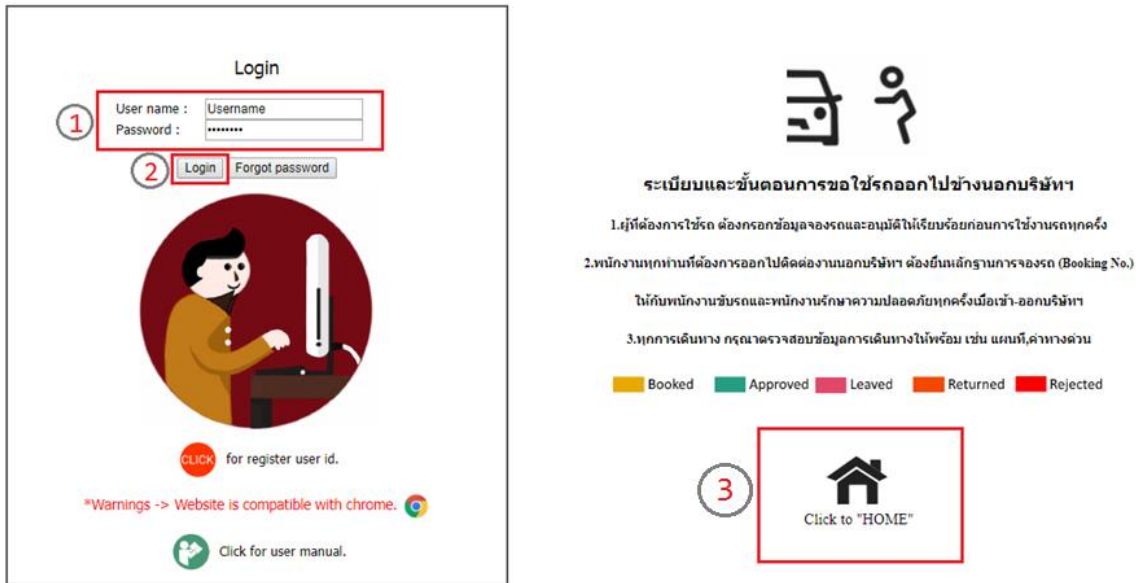 Login
1
User name : Username
Password : ••••••••
2
Login Forgot password
CLICK for register user id.
*Warnings -> Website is compatible with chrome.
Click for user manual.
ระเบียบและขั้นตอนการขอใช้รถออกไปข้างนอกบริษัทฯ
1.ผู้ที่ต้องการใช้รถ ต้องกรอกข้อมูลจองรถและอนุมัติให้เรียบร้อยก่อนการใช้งานรถทุกครั้ง
2.พนักงานทุกท่านที่ต้องการออกไปติดต่องานนอกบริษัทฯ ต้องยื่นหลักฐานการจองรถ (Booking No.)
ให้กับพนักงานขับรถและพนักงานรักษาความปลอดภัยทุกครั้งเมื่อเข้า-ออกบริษัทฯ
3.ทุกการเดินทาง กรุณาตรวจสอบข้อมูลการเดินทางให้พร้อม เช่น แผนที่,ค่าทางด่วน
Booked Approved Leaved Returned Rejected
3
Click to "HOME"